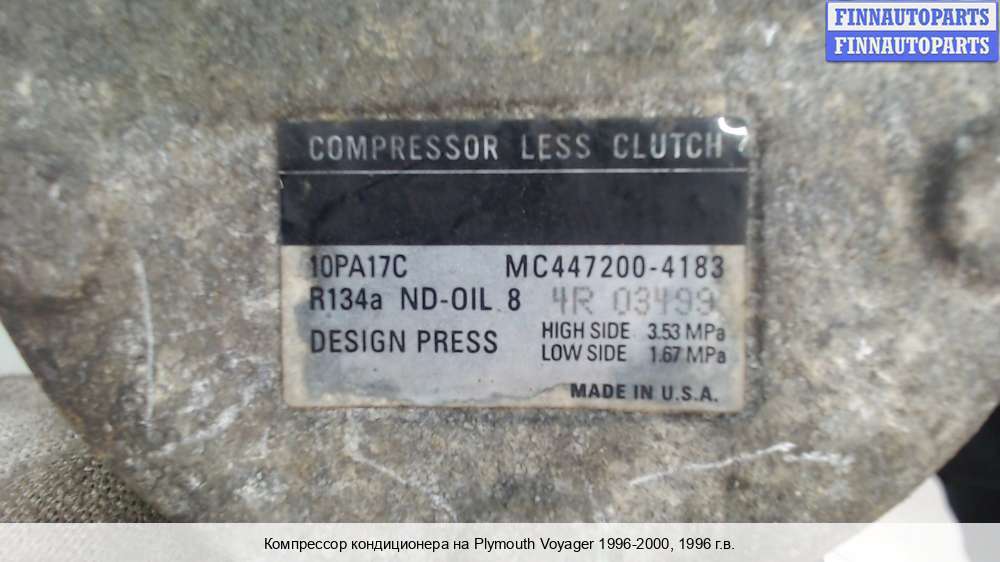 FINNAUTOPARTS
FINNAUTOPARTS
COMPRESSOR LESS CLUTCH
10PA17C MC447200-4183
R134a ND-OIL 8 4R 03499
DESIGN PRESS HIGH SIDE 3.53 MPa
LOW SIDE 1.67 MPa
MADE IN U.S.A.
Компрессор кондиционера на Plymouth Voyager 1996-2000, 1996 г.в.